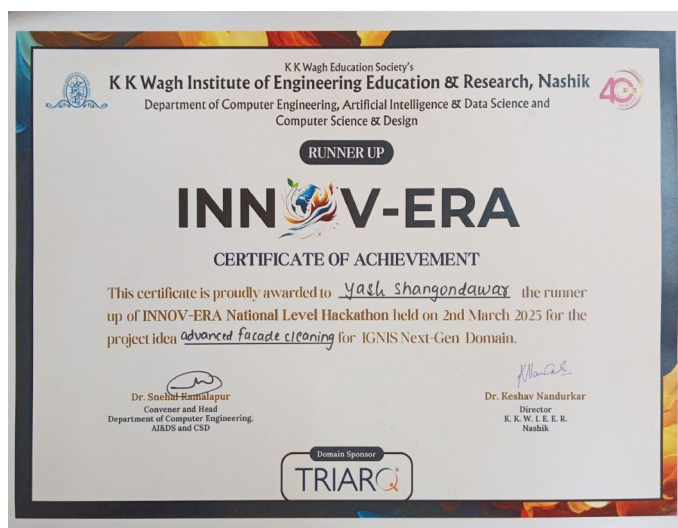 K K Wagh Education Society's
K K Wagh Institute of Engineering Education & Research, Nashik
40
Department of Computer Engineering, Artificial Intelligence & Data Science and
Computer Science & Design
RUNNER UP
INNOV-ERA
CERTIFICATE OF ACHIEVEMENT
This certificate is proudly awarded to Yash Shangondawar the runner
up of INNOV-ERA National Level Hackathon held on 2nd March 2025 for the
project idea advanced facade cleaning for IGNIS Next-Gen Domain.
Dr. Snehal Kamalapur
Convener and Head
Department of Computer Engineering,
AI&DS and CSD
Dr. Keshav Nandurkar
Director
K. K. W. I. E. E. R.
Nashik
Domain Sponsor
TRIARQ